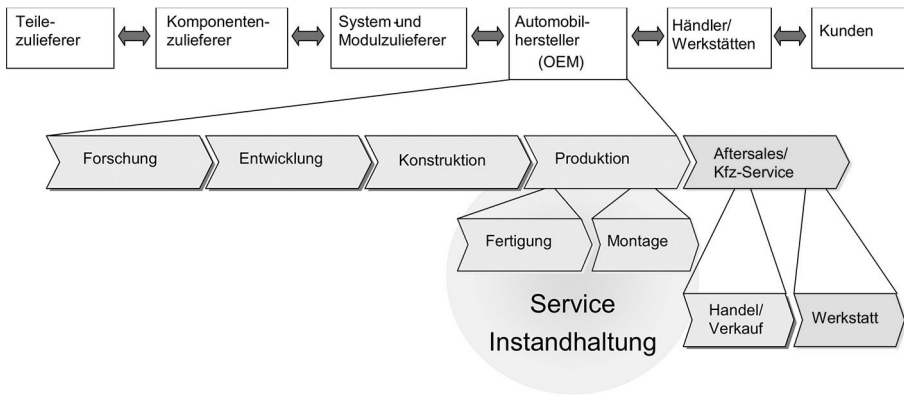 Teile-
zulieferer
Komponenten-
zulieferer
System-und
Modulzulieferer
Automobil-
hersteller
(OEM)
Händler/
Werkstätten
Kunden
Forschung
Entwicklung
Konstruktion
Produktion
Aftersales/
Kfz-Service
Fertigung
Montage
Service
Instandhaltung
Handel/
Verkauf
Werkstatt